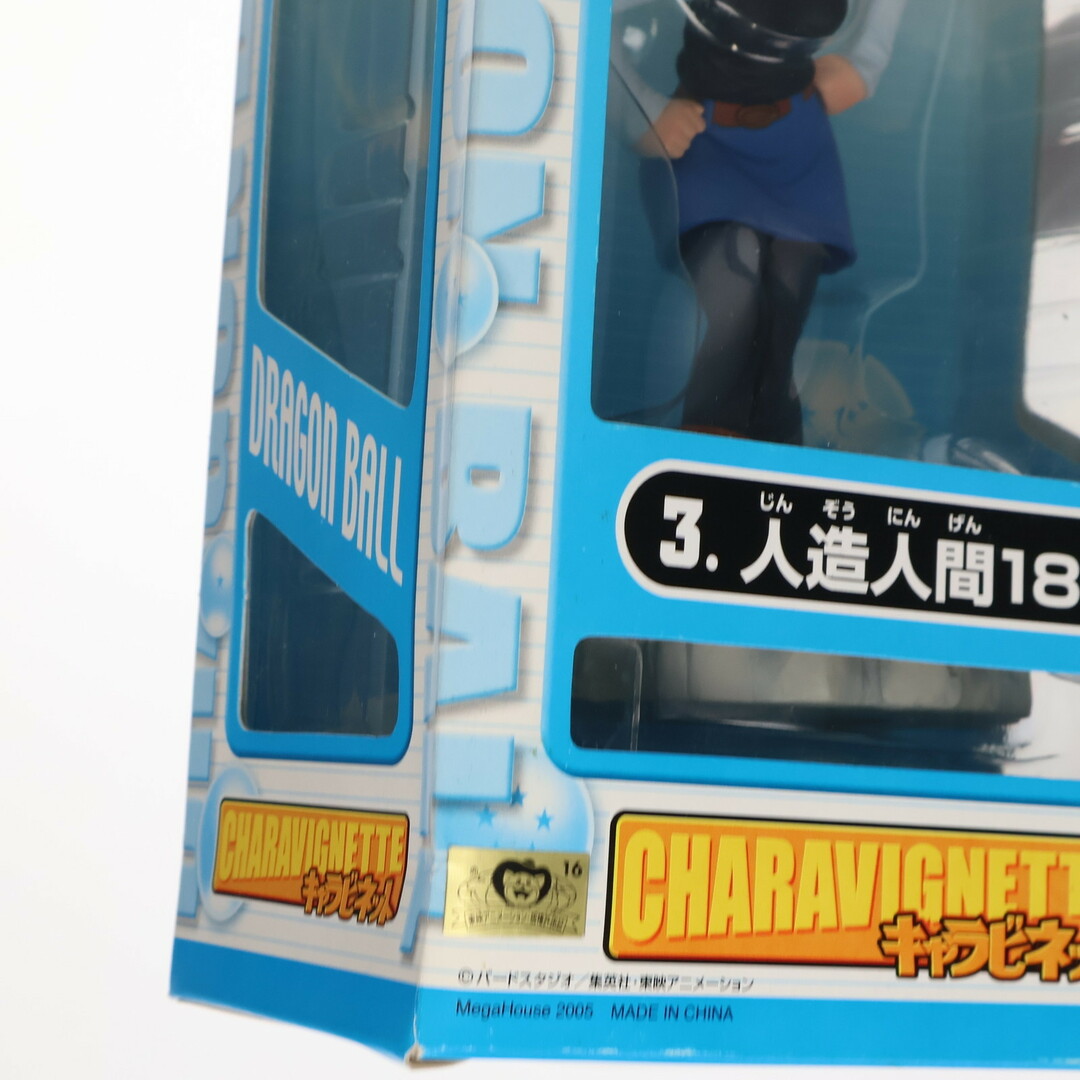 DRAGON BALL
じん ぞう にん げん
3. 人造人間18
CHARAVIGNETTE
キャラビネット
16
CHARAVIGNETT
キャラビネッ
©バードスタジオ／集英社・東映アニメーション
MegaHouse 2005 MADE IN CHINA